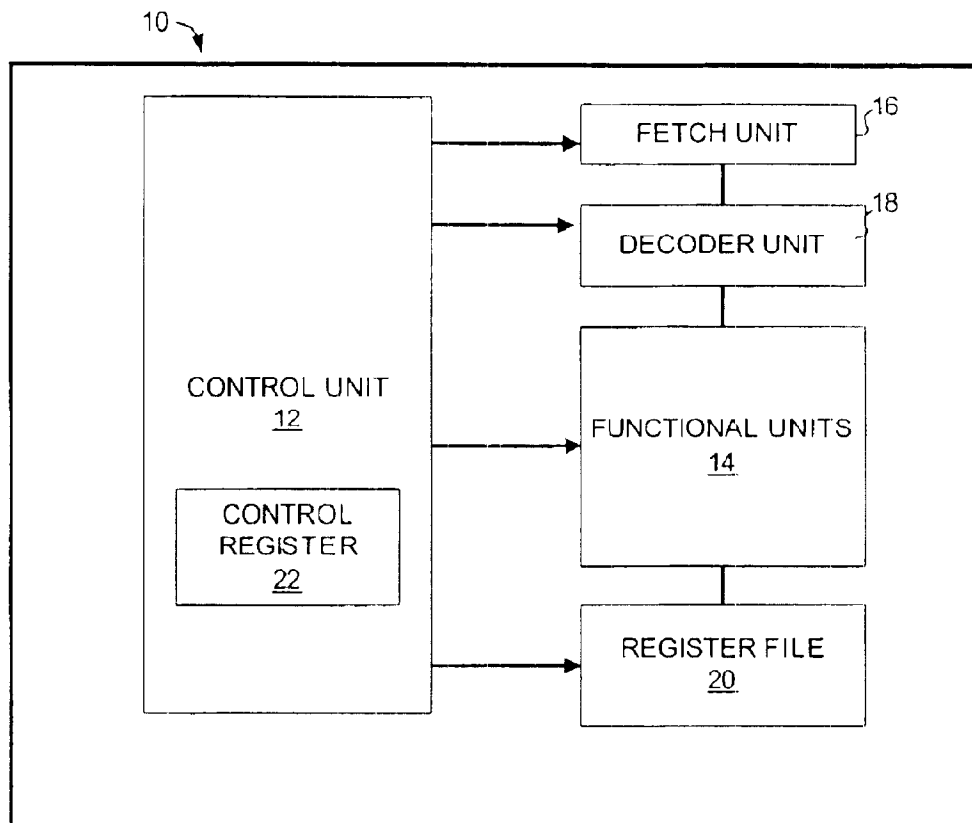 10
FETCH UNIT
16
DECODER UNIT
18
CONTROL UNIT
12
FUNCTIONAL UNITS
14
CONTROL
REGISTER
22
REGISTER FILE
20